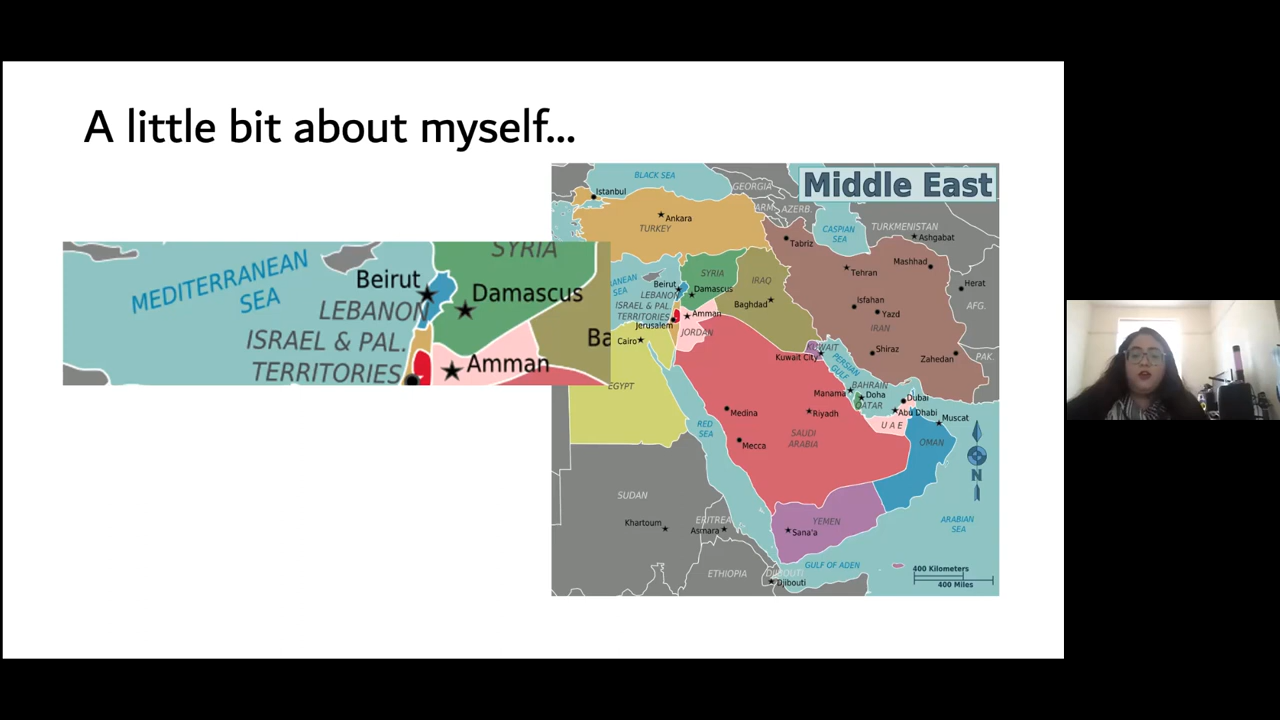 A little bit about myself...
MEDITERRANEAN
SEA
SYRIA
Beirut
Damascus
LEBANON
ISRAEL & PAL.
TERRITORIES
Amman
Ba
Middle East
BLACK SEA
GEORGIA
Istanbul
ARM.
AZERB.
Ankara
TURKEY
CASPIAN
SEA
TURKMENISTAN
Ashgabat
Tabriz
Tehran
Mashhad
Herat
ANEAN
SEA
SYRIA
IRAQ
Beirut
Damascus
LEBANON
Baghdad
Isfahan
AFG.
ISRAEL & PAL.
TERRITORIES
Amman
Yazd
Jerusalem
JORDAN
IRAN
Cairo
KUWAIT
Kuwait City
Shiraz
Zahedan
PAK.
PERSIAN
GULF
EGYPT
BAHRAIN
Manama
Doha
QATAR
Dubai
Abu Dhabi
Medina
Riyadh
UAE
Muscat
RED
SEA
SAUDI
ARABIA
Mecca
OMAN
N
SUDAN
Khartoum
ERITREA
Asmara
YEMEN
Sana'a
ARABIAN
SEA
ETHIOPIA
DJIBOUTI
Djibouti
GULF OF ADEN
400 Kilometers
400 Miles